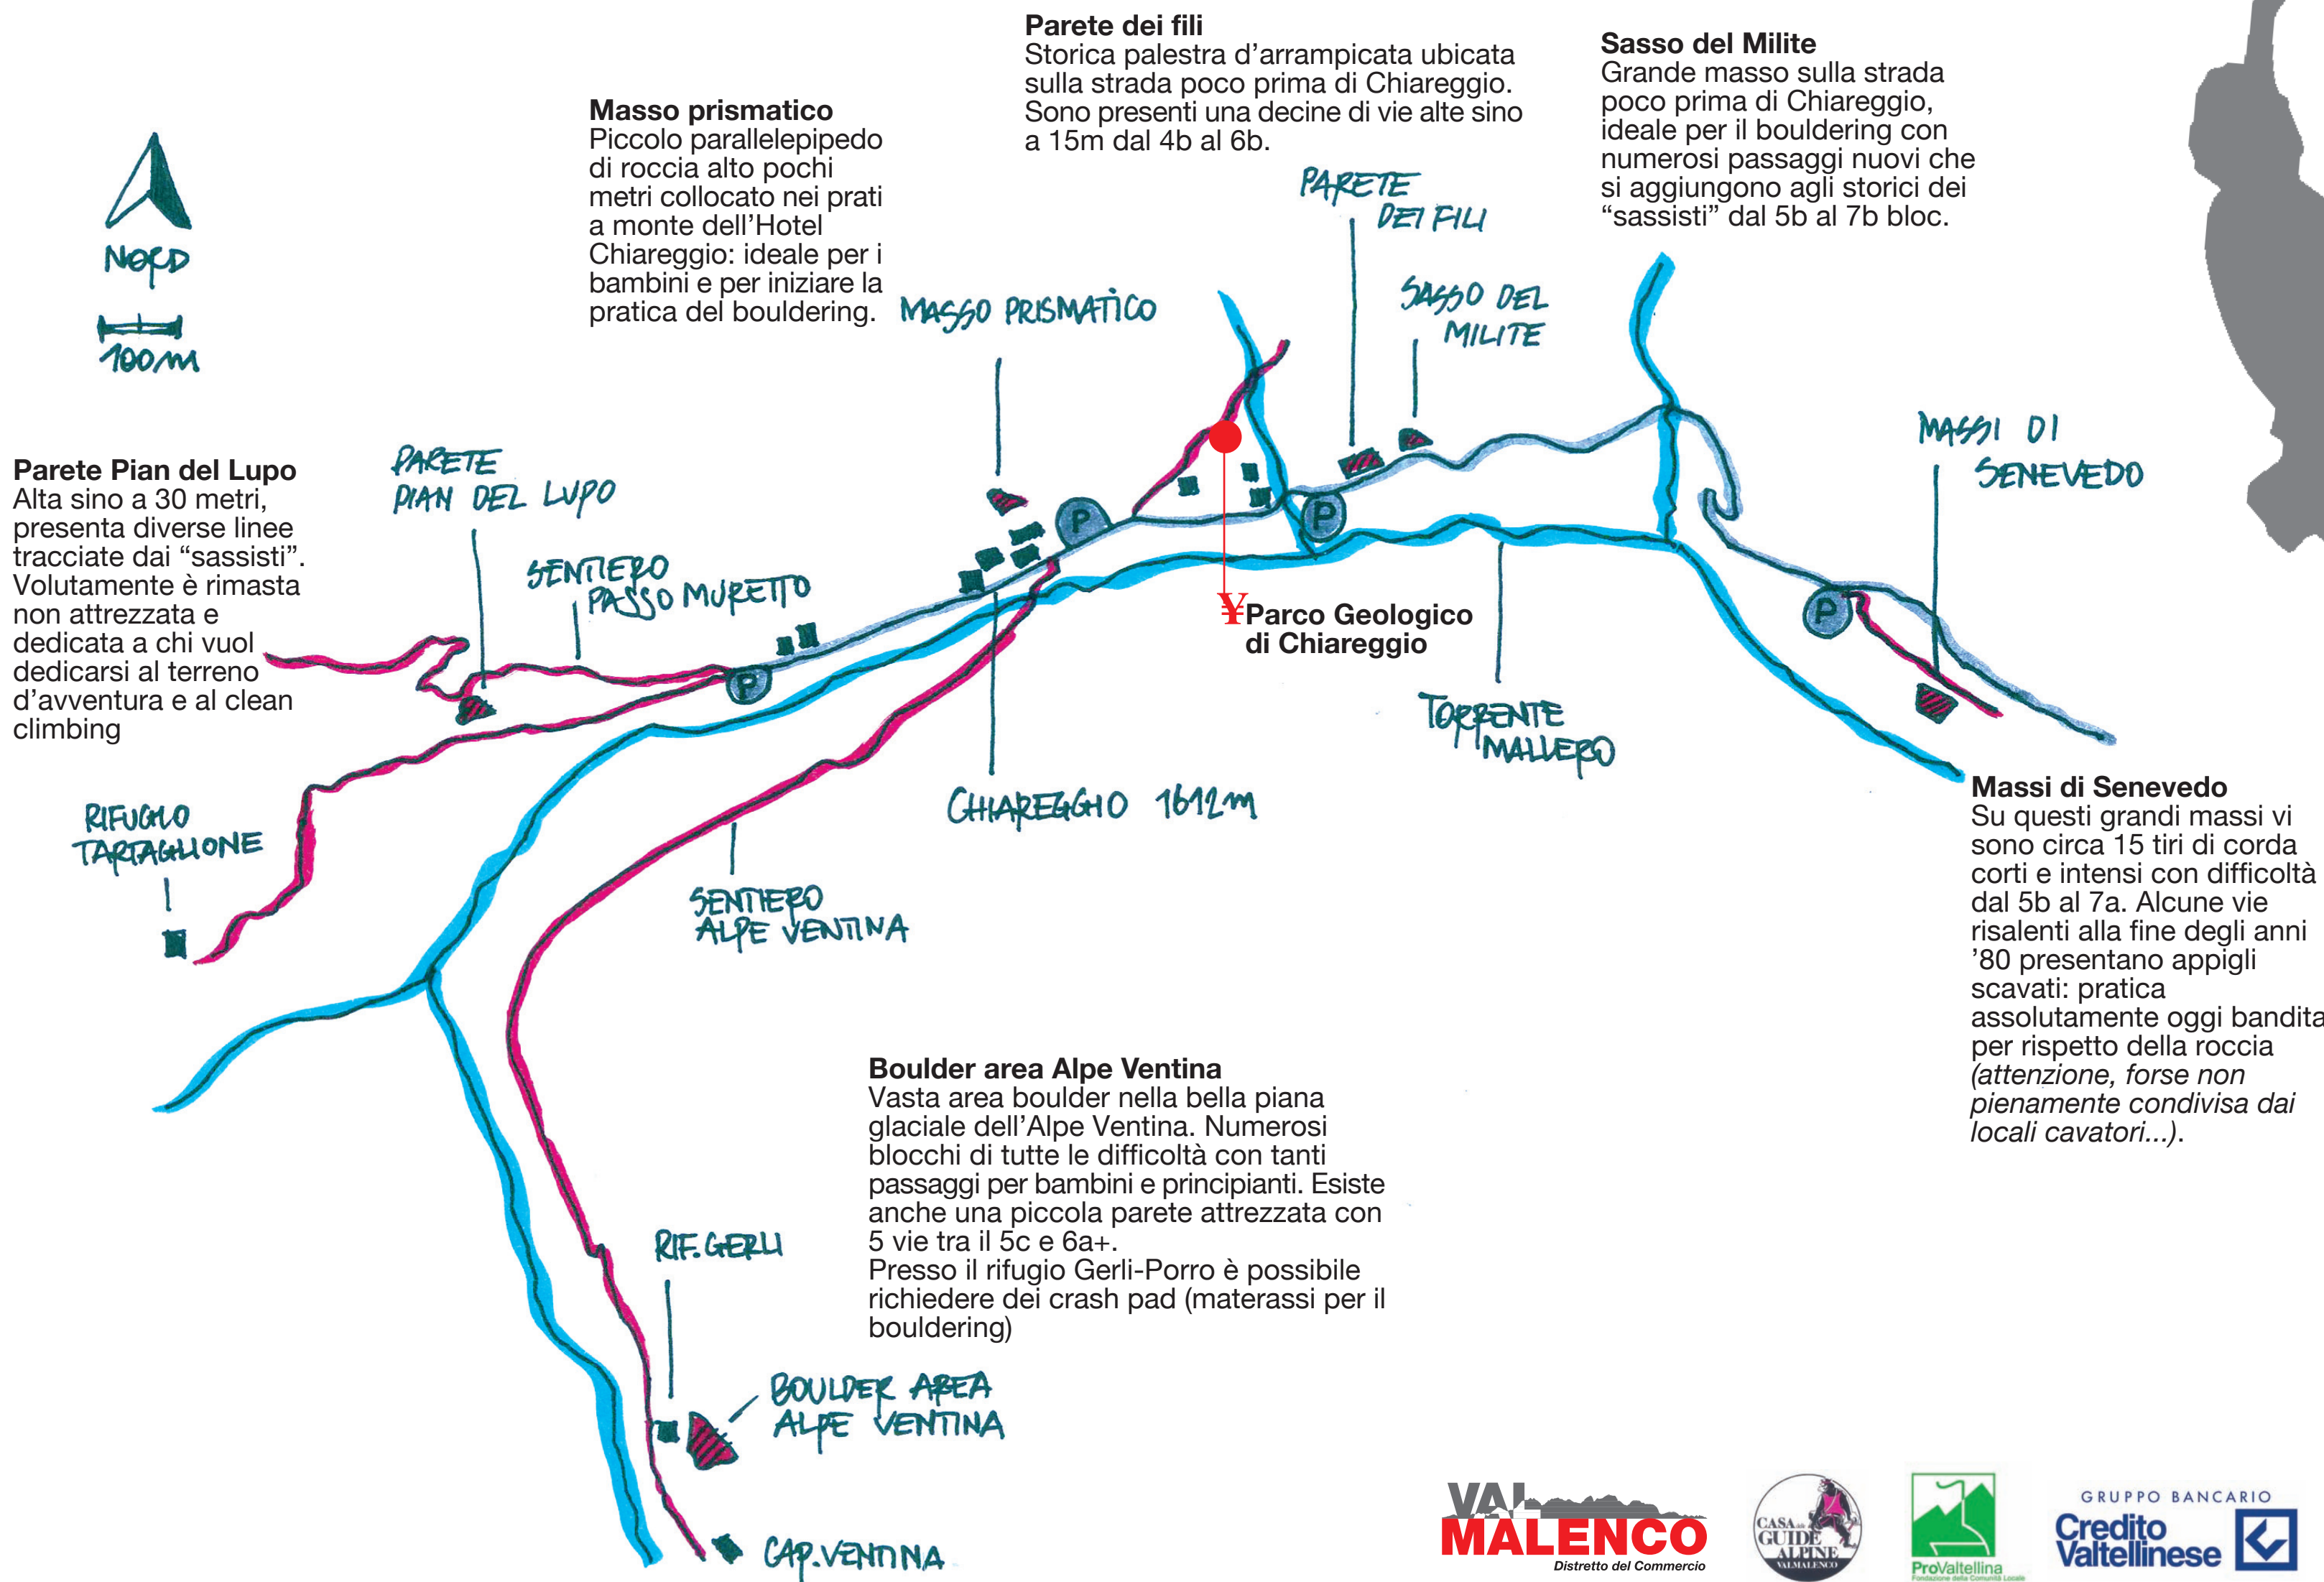 Parete dei fili
Storica palestra d’arrampicata ubicata
sulla strada poco prima di Chiareggio.
Sono presenti una decine di vie alte sino
a 15m dal 4b al 6b.
Sasso del Milite
Grande masso sulla strada
poco prima di Chiareggio,
ideale per il bouldering con
numerosi passaggi nuovi che
si aggiungono agli storici dei
“sassisti” dal 5b al 7b bloc.
Masso prismatico
Piccolo parallelepipedo
di roccia alto pochi
metri collocato nei prati
a monte dell’Hotel
Chiareggio: ideale per i
bambini e per iniziare la
pratica del bouldering.
NORD
100m
PARETE
DEI FILI
SASSO DEL
MILITE
MASSO PRISMATICO
MASSI DI
SENEVEDO
Parete Pian del Lupo
Alta sino a 30 metri,
presenta diverse linee
tracciate dai “sassisti”.
Volutamente è rimasta
non attrezzata e
dedicata a chi vuol
dedicarsi al terreno
d’avventura e al clean
climbing
PARETE
PIAN DEL LUPO
SENTIERO
PASSO MURETTO
P
P
P
P
¥Parco Geologico
di Chiareggio
TORRENTE
MALLERO
CHIAREGGIO 1612m
RIFUGIO
TARTAGLIONE
SENTIERO
ALPE VENTINA
Massi di Senevedo
Su questi grandi massi vi
sono circa 15 tiri di corda
corti e intensi con difficoltà
dal 5b al 7a. Alcune vie
risalenti alla fine degli anni
’80 presentano appigli
scavati: pratica
assolutamente oggi bandita
per rispetto della roccia
(attenzione, forse non
pienamente condivisa dai
locali cavatori...).
Boulder area Alpe Ventina
Vasta area boulder nella bella piana
glaciale dell’Alpe Ventina. Numerosi
blocchi di tutte le difficoltà con tanti
passaggi per bambini e principianti. Esiste
anche una piccola parete attrezzata con
5 vie tra il 5c e 6a+.
Presso il rifugio Gerli-Porro è possibile
richiedere dei crash pad (materassi per il
bouldering)
RIF. GERLI
BOULDER AREA
ALPE VENTINA
CAP. VENTINA
VAL
MALENCO
Distretto del Commercio
CASA delle
GUIDE
ALPINE
VALMALENCO
ProValtellina
Fondazione della Comunità Locale
GRUPPO BANCARIO
Credito
Valtellinese